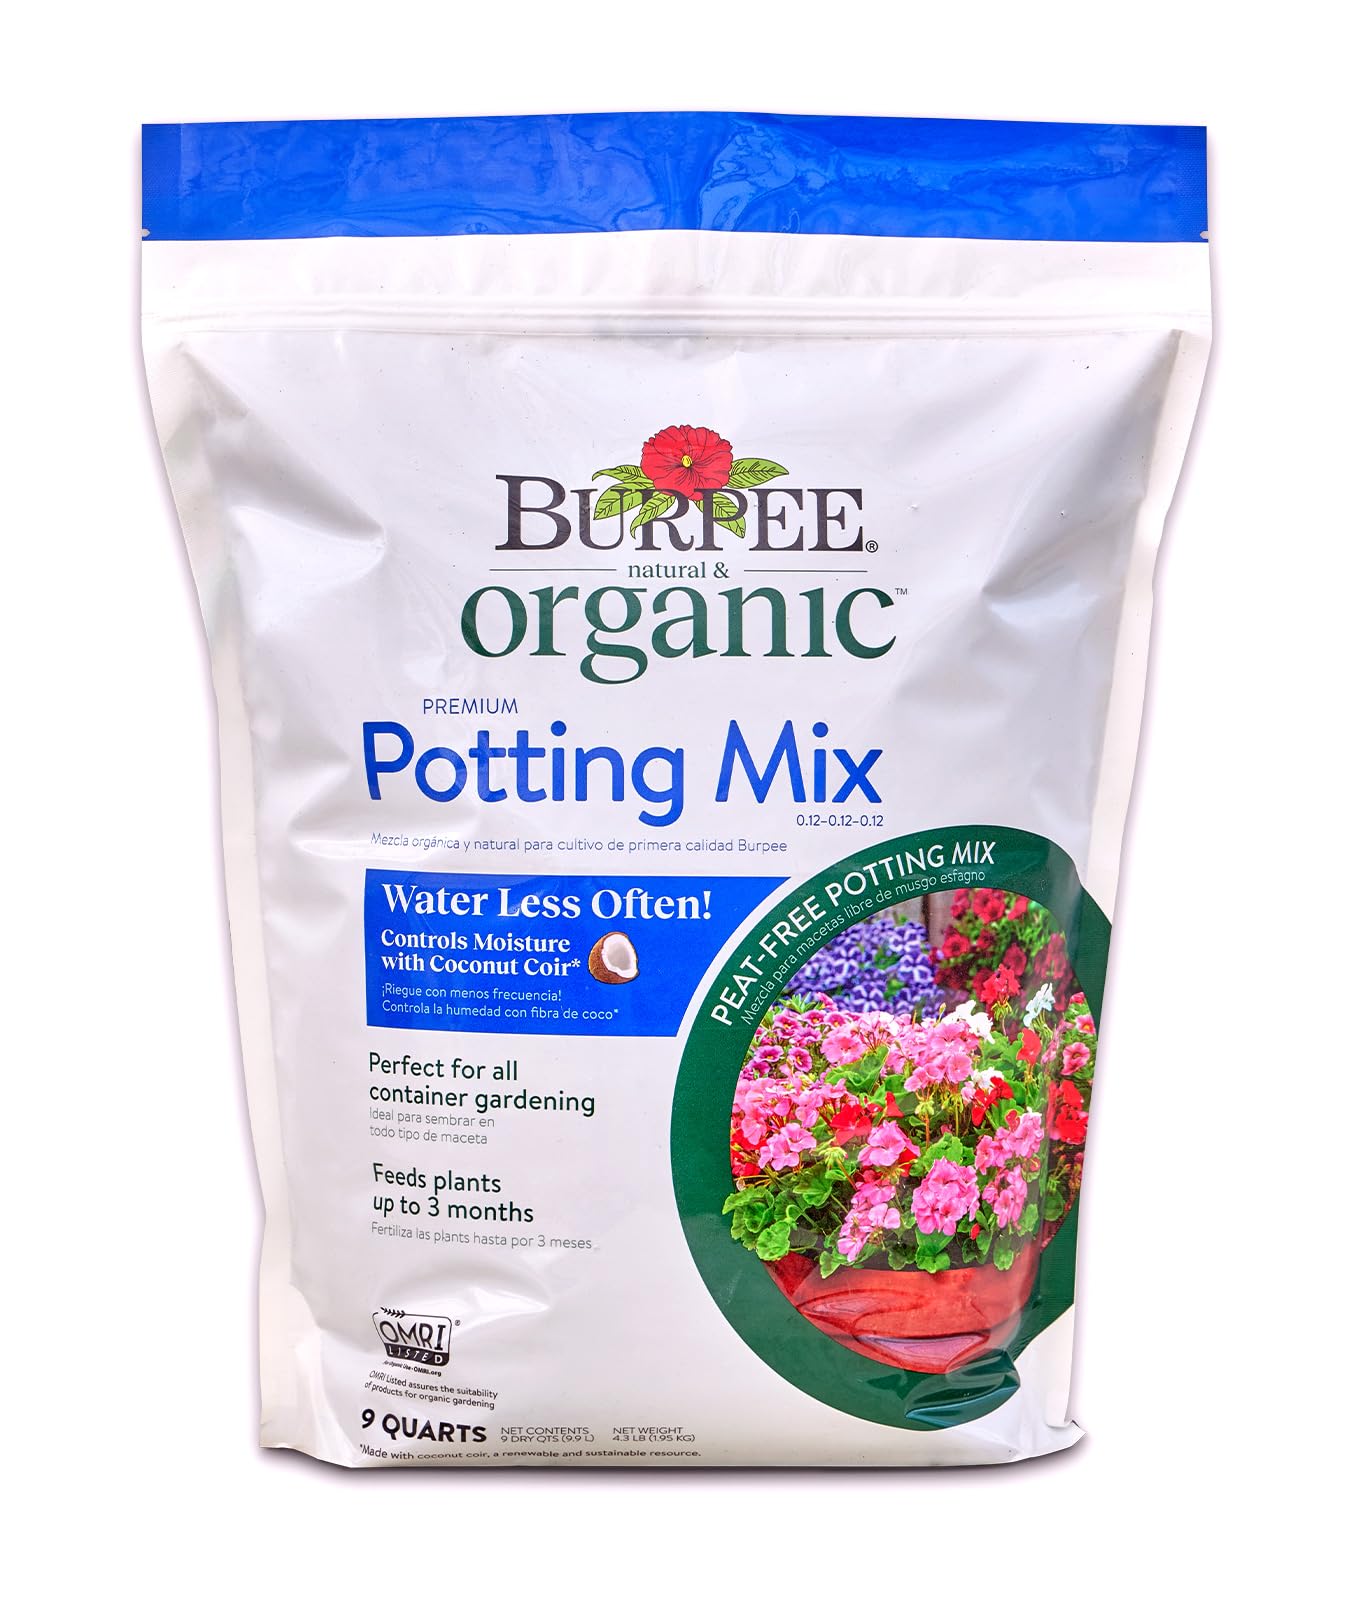 BURPEE®
natural &
organic™
PREMIUM
Potting Mix
0.12-0.12-0.12
Mezcla orgánica y natural para cultivo de primera calidad Burpee
Water Less Often!
Controls Moisture
with Coconut Coir*
¡Riegue con menos frecuencia!
Controla la humedad con fibra de coco*
PEAT-FREE POTTING MIX
Mezcla para macetas libre de musgo esfagno
Perfect for all
container gardening
Ideal para sembrar en
todo tipo de maceta
Feeds plants
up to 3 months
Fertiliza las plants hasta por 3 meses
OMRI®
LISTED
For Organic Use • OMRI.org
OMRI Listed assures the suitability
of products for organic gardening
9 QUARTS
NET CONTENTS
9 DRY QTS (9.9 L)
NET WEIGHT
4.3 LB (1.95 KG)
*Made with coconut coir, a renewable and sustainable resource.